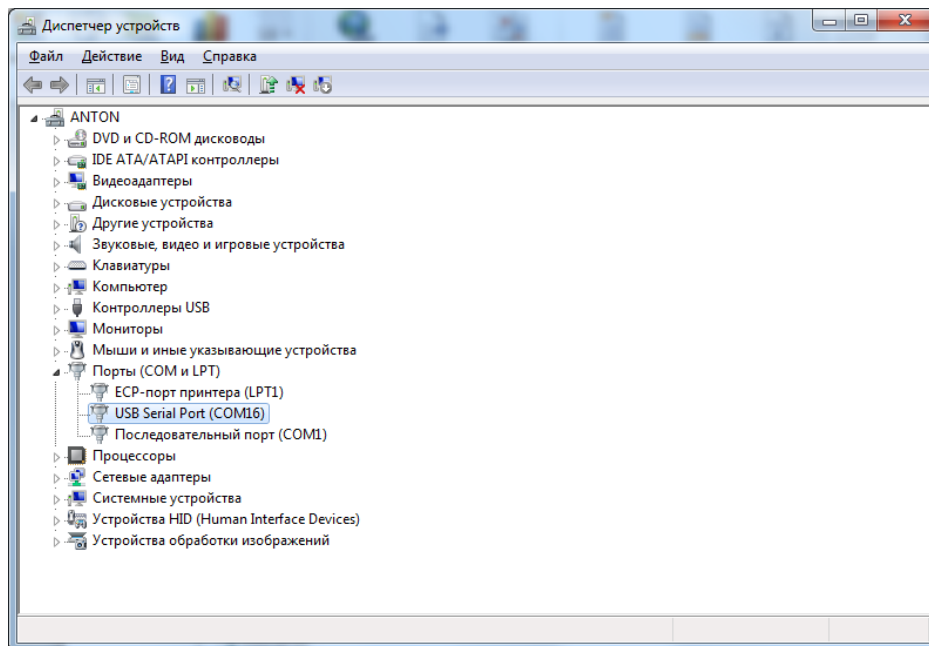 Диспетчер устройств
Файл Действие Вид Справка
ANTON
DVD и CD-ROM дисководы
IDE ATA/ATAPI контроллеры
Видеоадаптеры
Дисковые устройства
Другие устройства
Звуковые, видео и игровые устройства
Клавиатуры
Компьютер
Контроллеры USB
Мониторы
Мыши и иные указывающие устройства
Порты (COM и LPT)
ECP-порт принтера (LPT1)
USB Serial Port (COM16)
Последовательный порт (COM1)
Процессоры
Сетевые адаптеры
Системные устройства
Устройства HID (Human Interface Devices)
Устройства обработки изображений